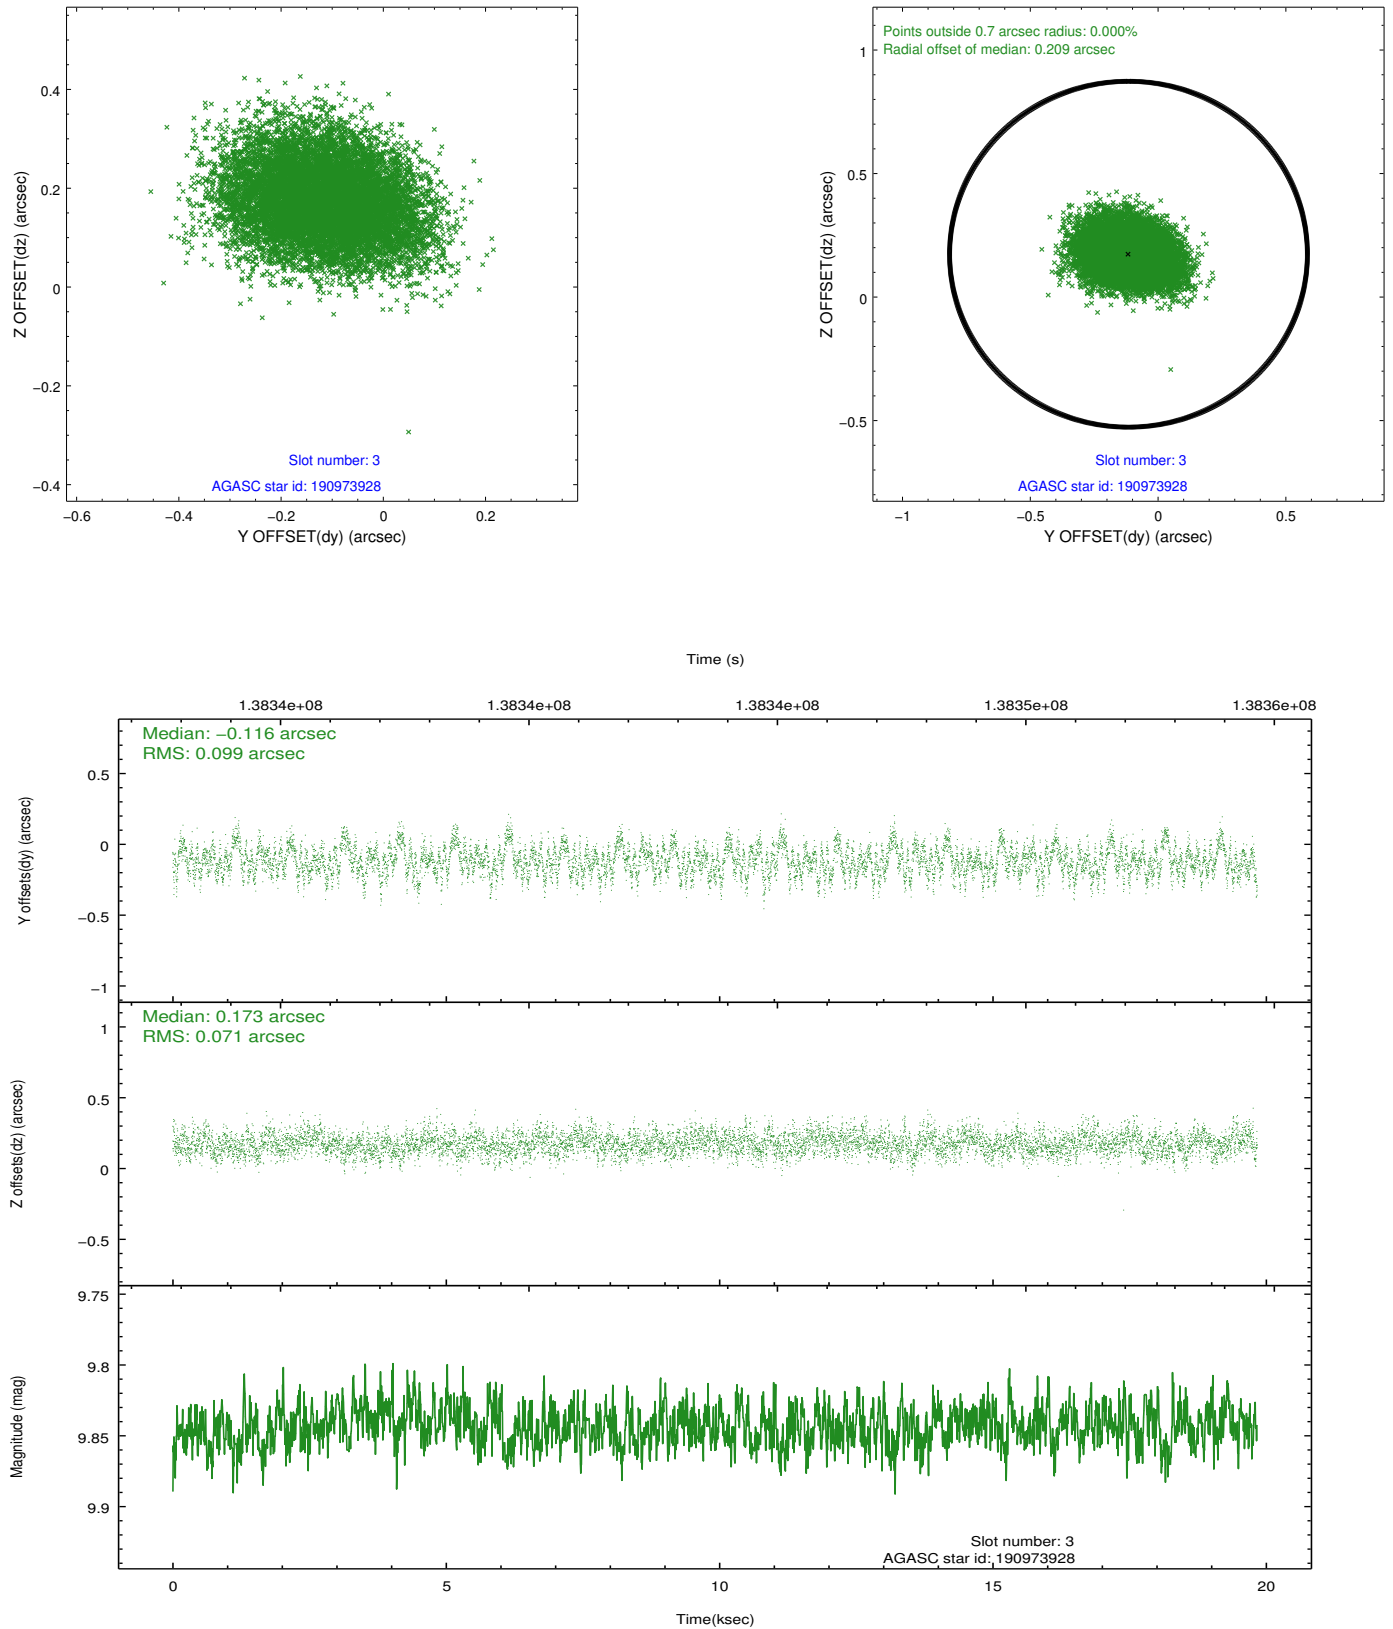 0.4
0.2
0
−0.2
−0.4
Z OFFSET(dz) (arcsec)
Slot number: 3
AGASC star id: 190973928
−0.6
−0.4
−0.2
0
0.2
Y OFFSET(dy) (arcsec)
Points outside 0.7 arcsec radius: 0.000%
Radial offset of median: 0.209 arcsec
1
0.5
0
−0.5
Z OFFSET(dz) (arcsec)
Slot number: 3
AGASC star id: 190973928
−1
−0.5
0
0.5
Y OFFSET(dy) (arcsec)
Time (s)
1.3834e+08
1.3834e+08
1.3834e+08
1.3835e+08
1.3836e+08
Median: −0.116 arcsec
RMS: 0.099 arcsec
0.5
0
−0.5
−1
Y offsets(dy) (arcsec)
Median: 0.173 arcsec
RMS: 0.071 arcsec
1
0.5
0
−0.5
Z offsets(dz) (arcsec)
9.75
9.8
9.85
9.9
Magnitude (mag)
Slot number: 3
AGASC star id: 190973928
0
5
10
15
20
Time(ksec)